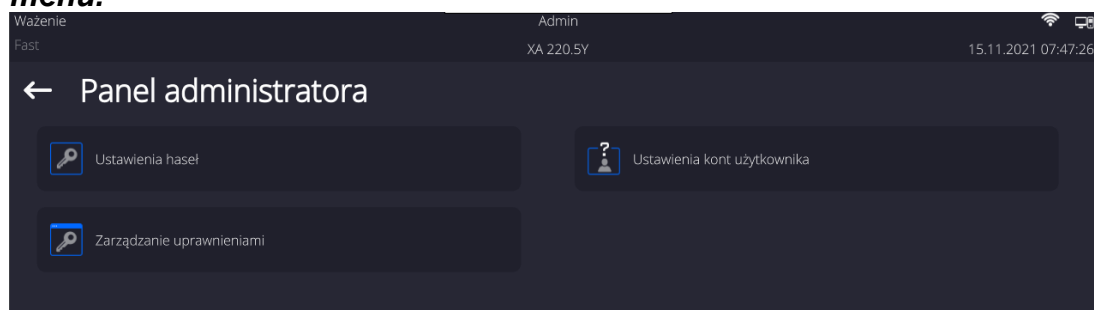 menu.
Ważenie Admin
Fast XA 220.5Y 15.11.2021 07:47:26
← Panel administratora
Ustawienia haseł Ustawienia kont użytkownika
Zarządzanie uprawnieniami